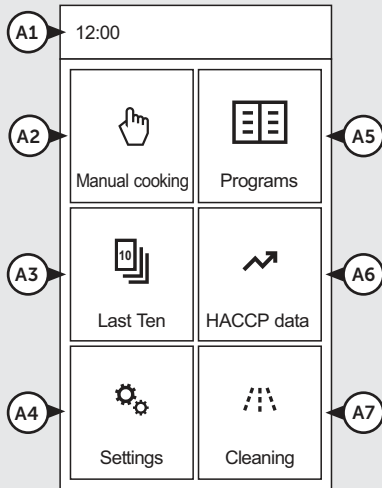 A1 12:00
A2 Manual cooking Programs A5
10
A3 Last Ten HACCP data A6
A4 Settings Cleaning A7